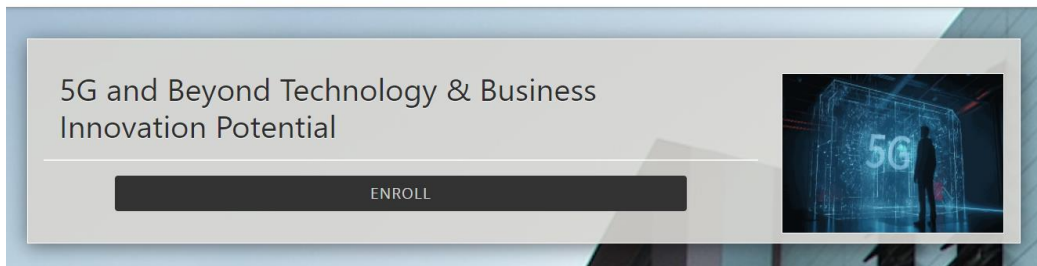 5G and Beyond Technology & Business
Innovation Potential
ENROLL
5G